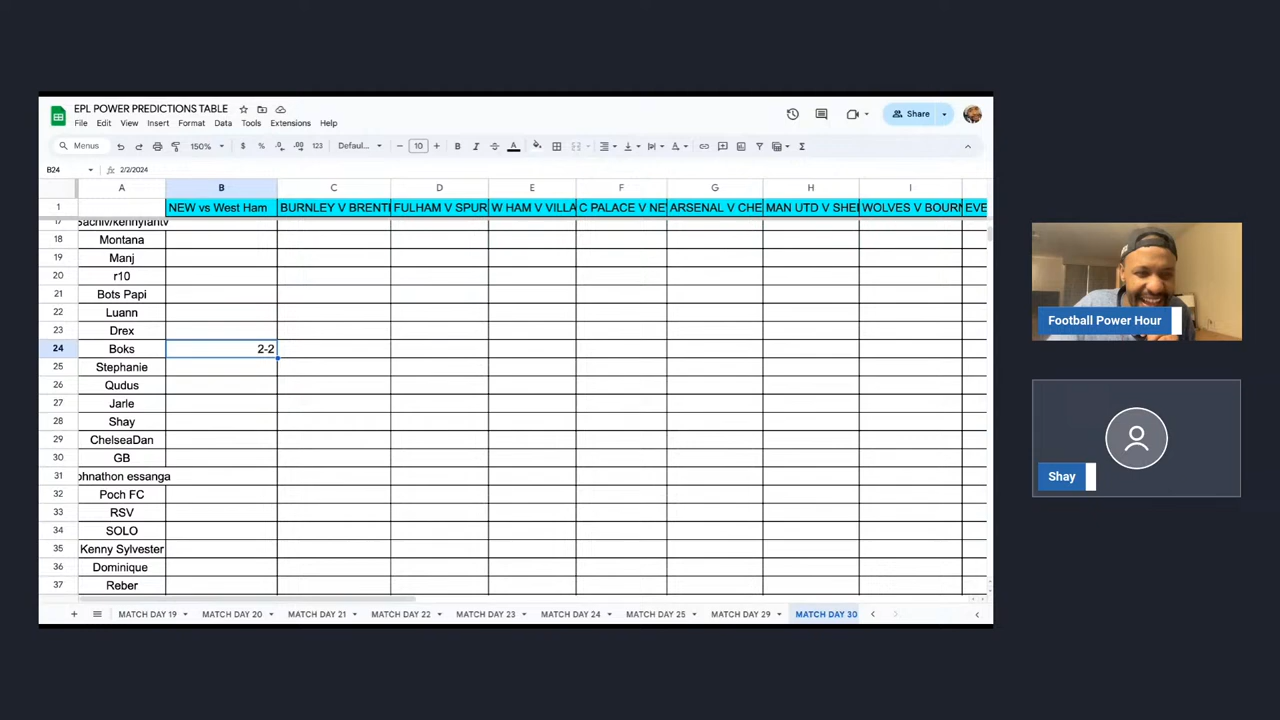 EPL POWER PREDICTIONS TABLE
File Edit View Insert Format Data Tools Extensions Help
Share
Menus 150% $ % .0 .00 123 Defaul... 10 B I A
B24 2/2/2024
A B C D E F G H I
1 NEW vs West Ham BURNLEY V BRENT FULHAM V SPUR W HAM V VILLA C PALACE V NE ARSENAL V CHE MAN UTD V SHE WOLVES V BOUR EVE
17
18 Montana
19 Manj
20 r10
21 Bots Papi
22 Luann
23 Drex
24 Boks 2-2
25 Stephanie
26 Qudus
27 Jarle
28 Shay
29 ChelseaDan
30 GB
31 ohnathon essanga
32 Poch FC
33 RSV
34 SOLO
35 Kenny Sylvester
36 Dominique
37 Reber
MATCH DAY 19 MATCH DAY 20 MATCH DAY 21 MATCH DAY 22 MATCH DAY 23 MATCH DAY 24 MATCH DAY 25 MATCH DAY 29 MATCH DAY 30
Football Power Hour
Shay